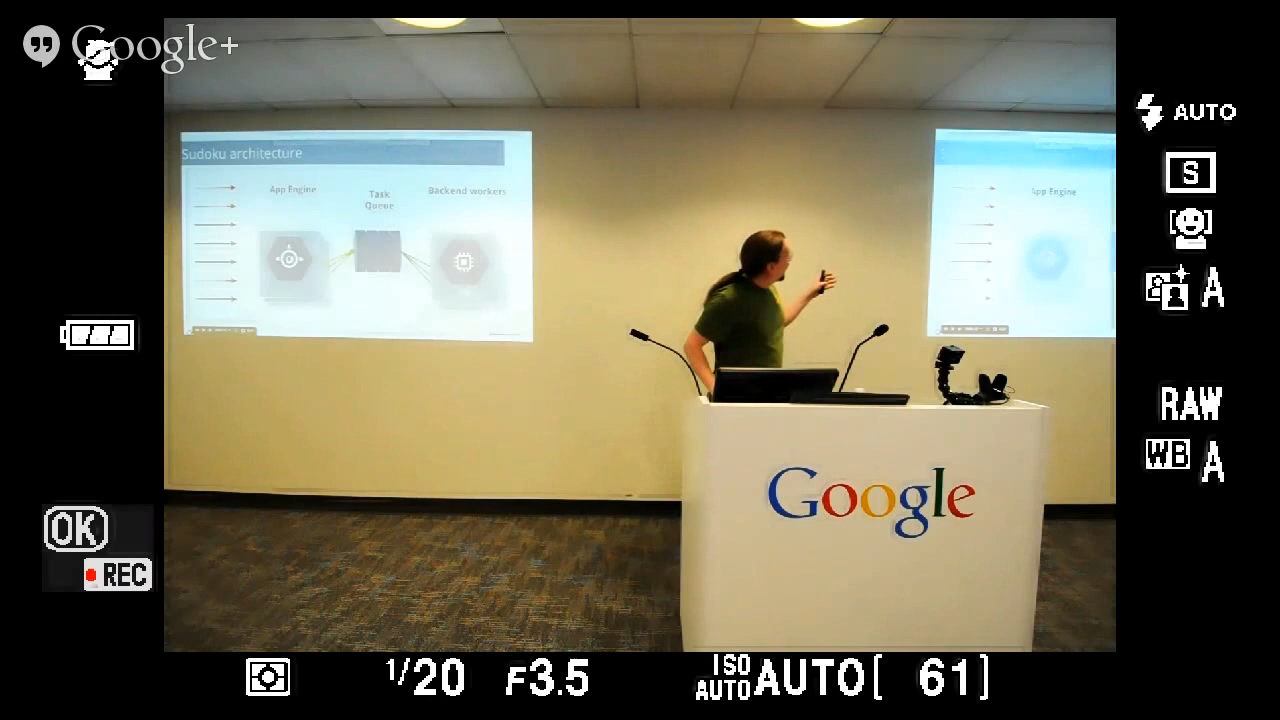 Google+
AUTO
S
Sudoku architecture
App Engine
Task
Queue
Backend workers
App Engine
A
RAW
WB A
Google
OK
REC
1/20 F3.5 ISO AUTO AUTO [ 61]